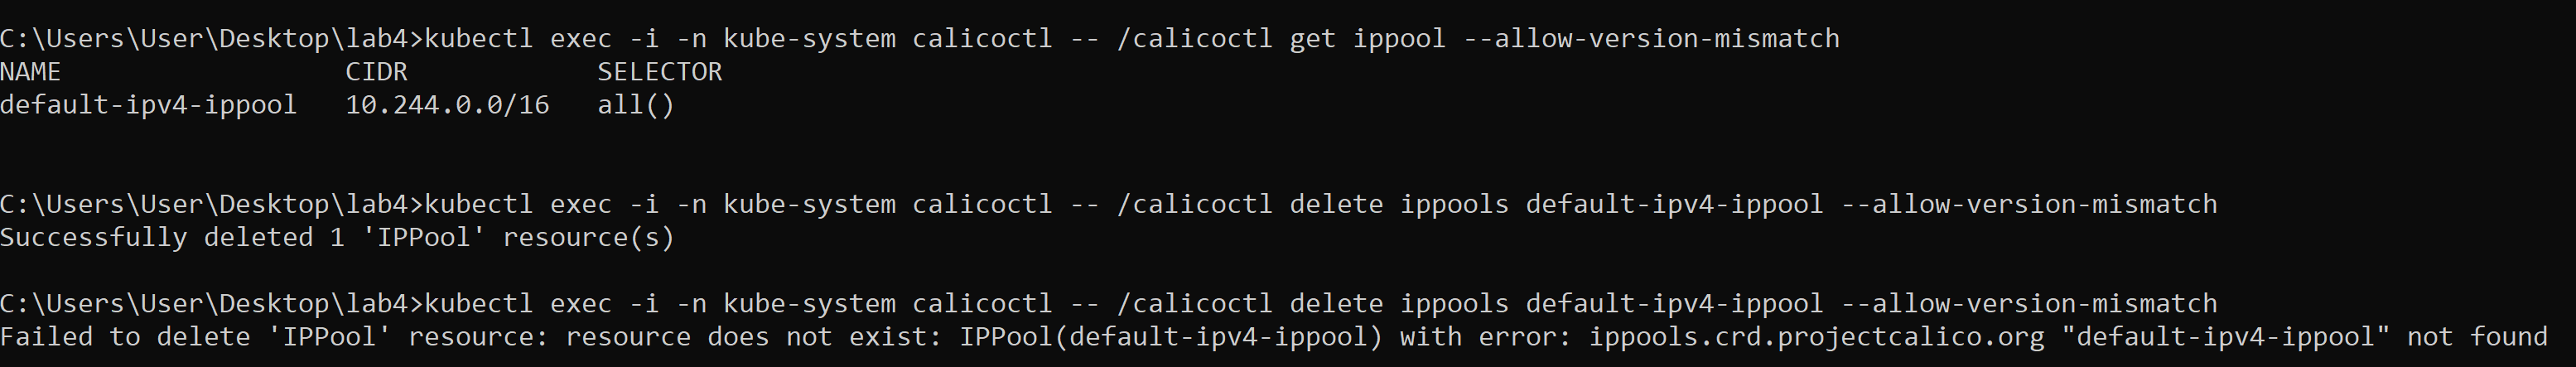 C:\Users\User\Desktop\lab4>kubectl exec -i -n kube-system calicoctl -- /calicoctl get ippool --allow-version-mismatch
NAME                  CIDR            SELECTOR
default-ipv4-ippool   10.244.0.0/16   all()
C:\Users\User\Desktop\lab4>kubectl exec -i -n kube-system calicoctl -- /calicoctl delete ippools default-ipv4-ippool --allow-version-mismatch
Successfully deleted 1 'IPPool' resource(s)
C:\Users\User\Desktop\lab4>kubectl exec -i -n kube-system calicoctl -- /calicoctl delete ippools default-ipv4-ippool --allow-version-mismatch
Failed to delete 'IPPool' resource: resource does not exist: IPPool(default-ipv4-ippool) with error: ippools.crd.projectcalico.org "default-ipv4-ippool" not found